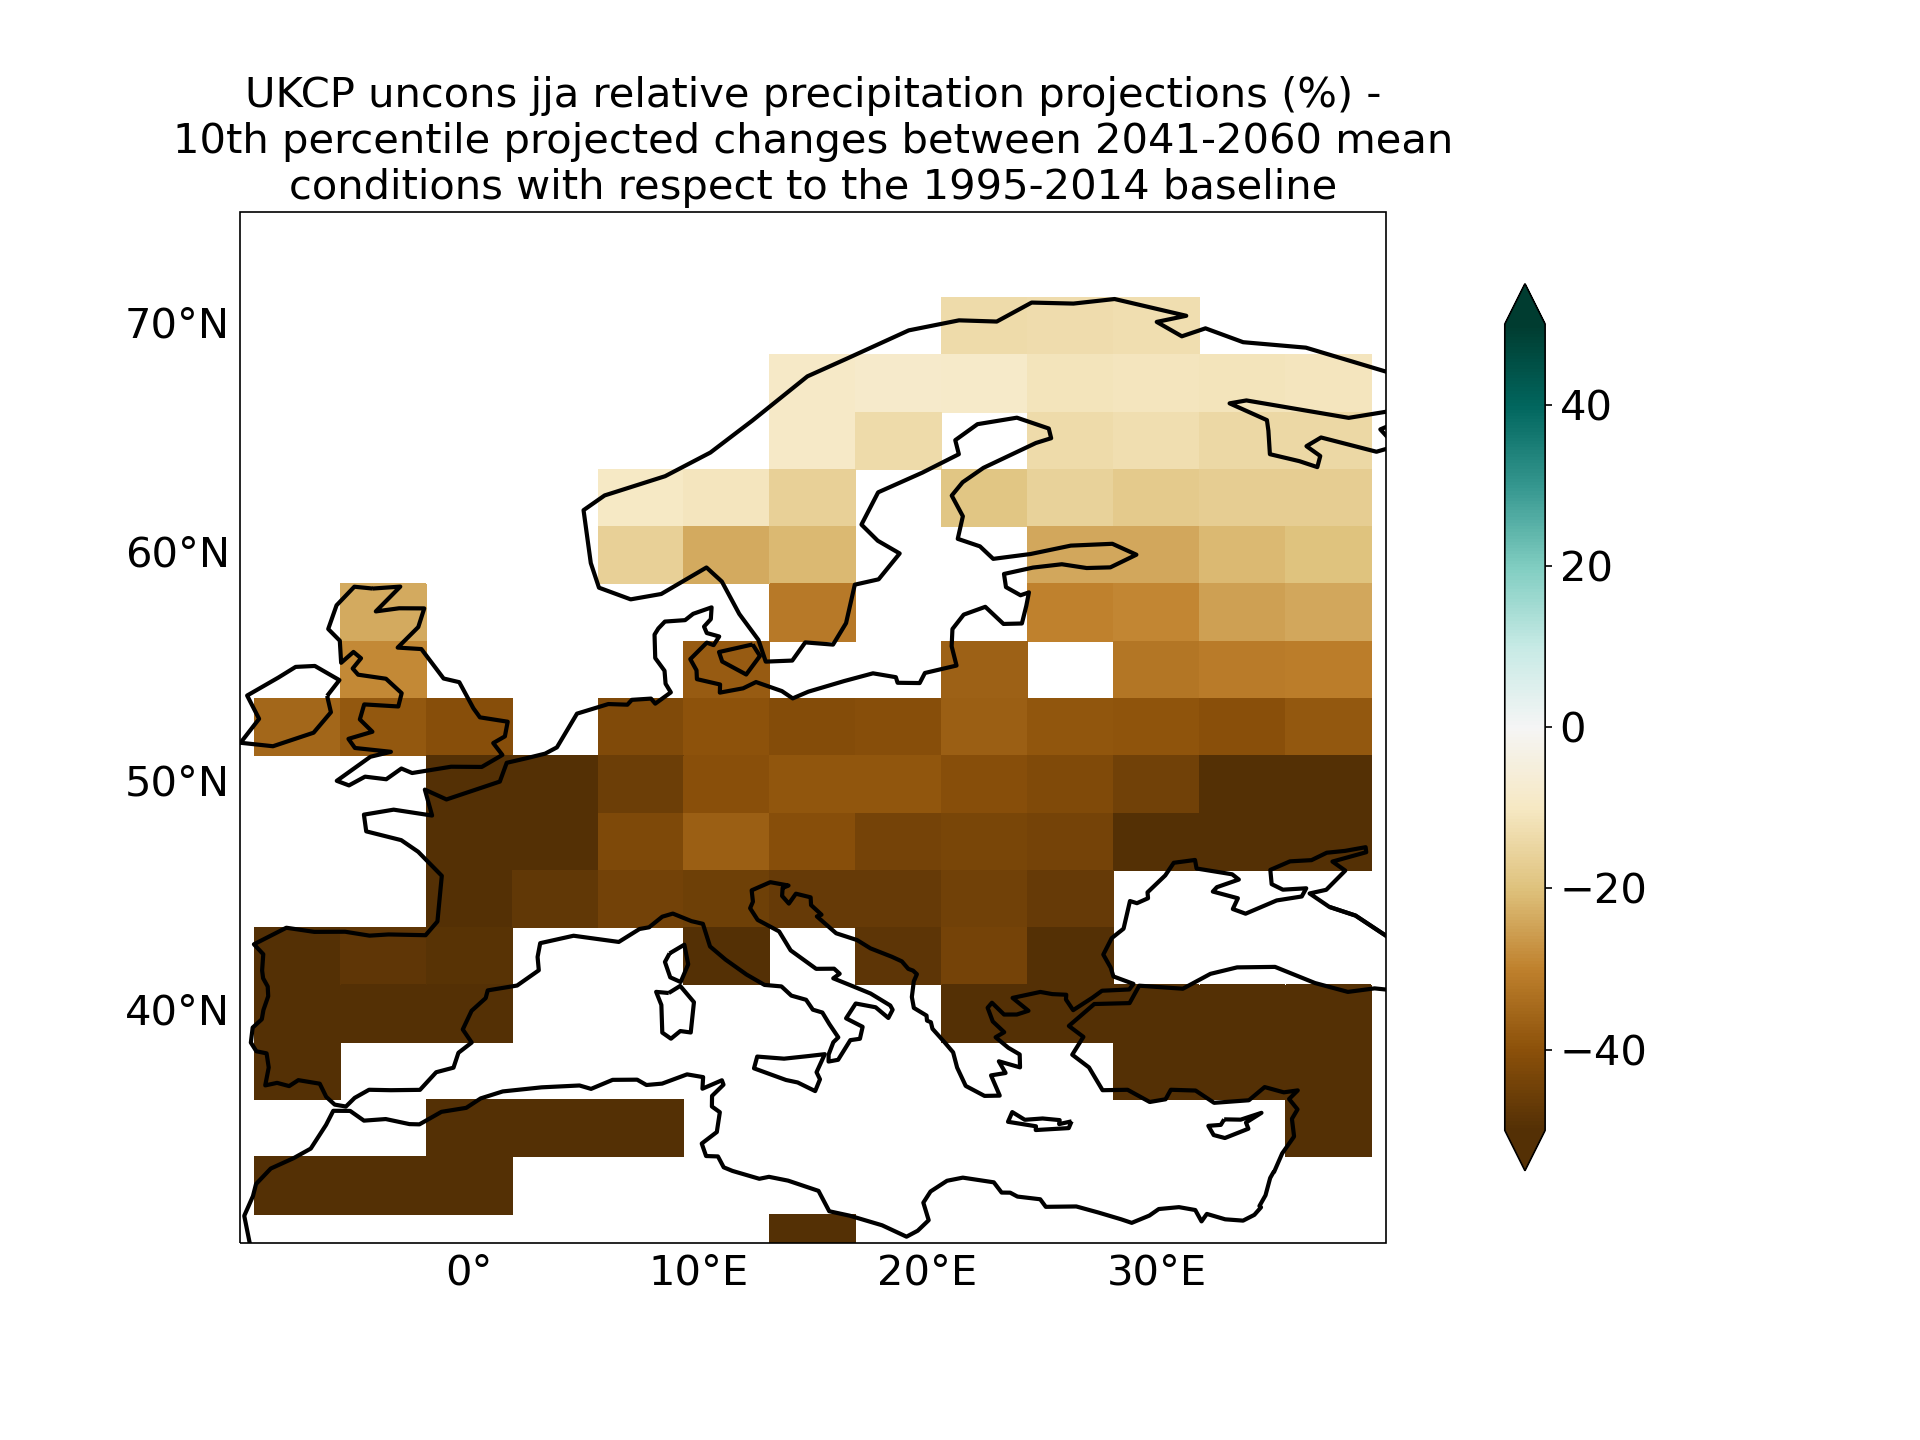 UKCP uncons jja relative precipitation projections (%) -
10th percentile projected changes between 2041-2060 mean
conditions with respect to the 1995-2014 baseline
70°N
60°N
50°N
40°N
0°
10°E
20°E
30°E
40
20
0
−20
−40